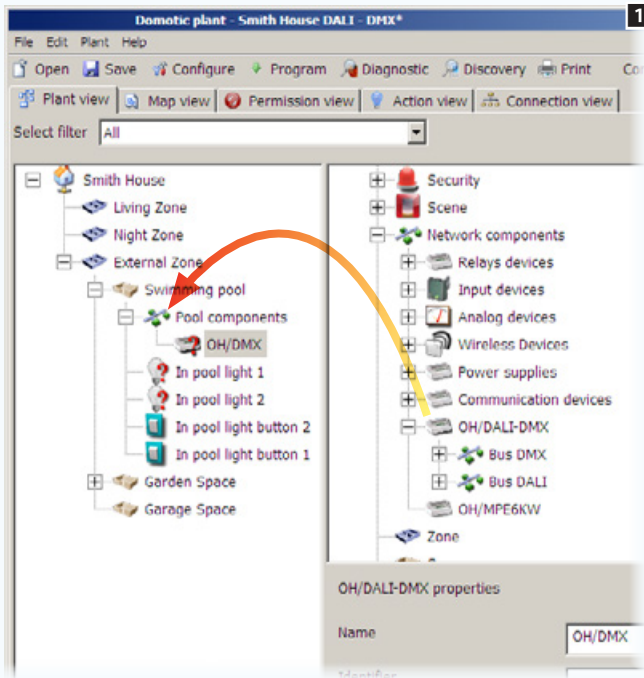 Domotic plant - Smith House DALI - DMX*
1
File Edit Plant Help
Open Save Configure Program Diagnostic Discovery Print
Plant view Map view Permission view Action view Connection view
Select filter All
Smith House
Living Zone
Night Zone
External Zone
Swimming pool
Pool components
OH/DMX
In pool light 1
In pool light 2
In pool light button 2
In pool light button 1
Garden Space
Garage Space
Security
Scene
Network components
Relays devices
Input devices
Analog devices
Wireless Devices
Power supplies
Communication devices
OH/DALI-DMX
Bus DMX
Bus DALI
OH/MPE6KW
Zone
OH/DALI-DMX properties
Name OH/DMX
Identifier